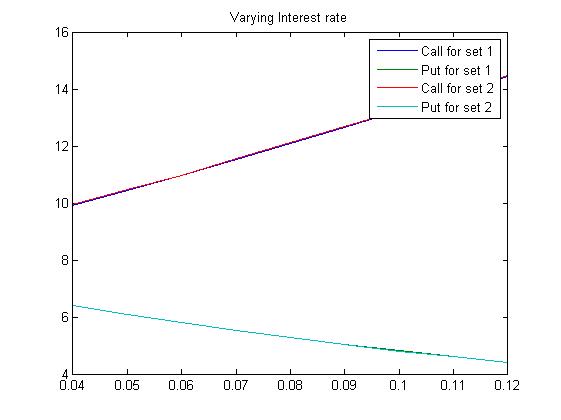 Varying Interest rate
16
14
12
10
8
6
4
Call for set 1
Put for set 1
Call for set 2
Put for set 2
0.04 0.05 0.06 0.07 0.08 0.09 0.1 0.11 0.12